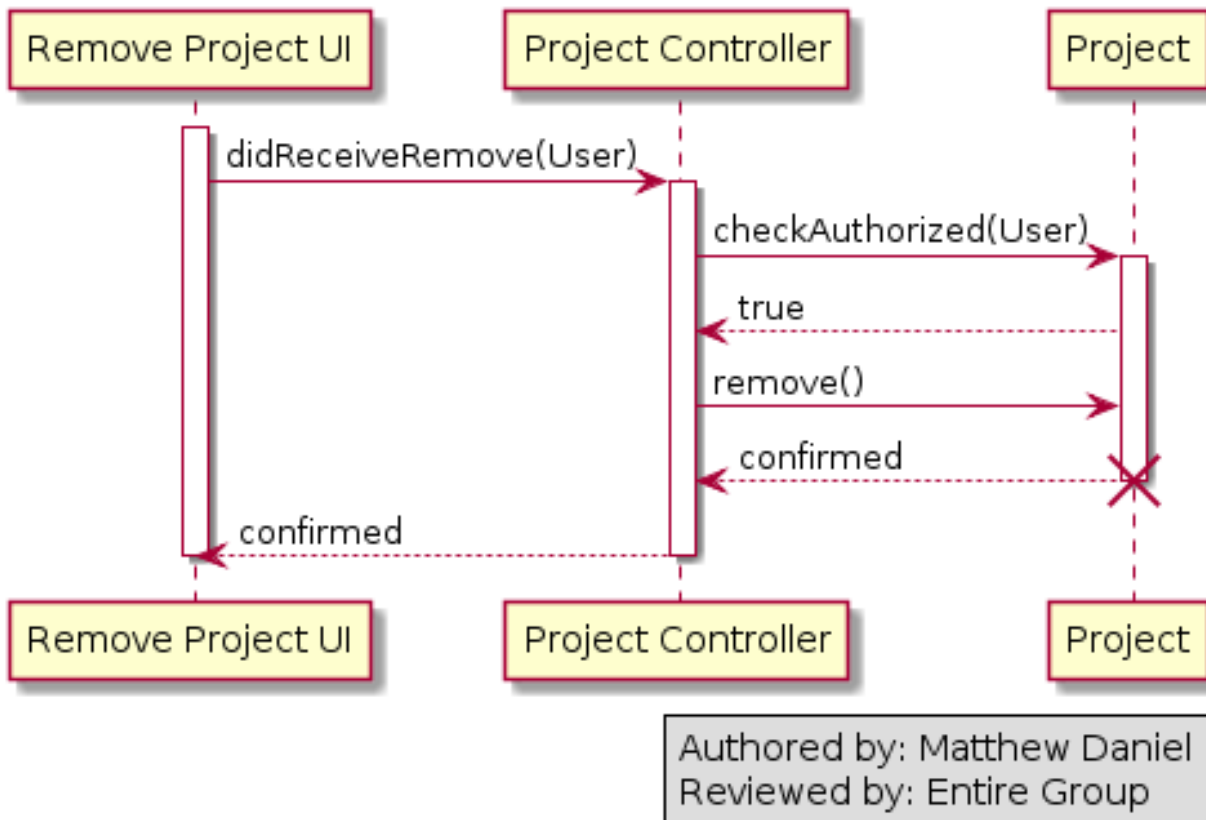 Remove Project UI
Project Controller
Project
didReceiveRemove(User)
checkAuthorized(User)
true
remove()
confirmed
confirmed
Remove Project UI
Project Controller
Project
Authored by: Matthew Daniel
Reviewed by: Entire Group